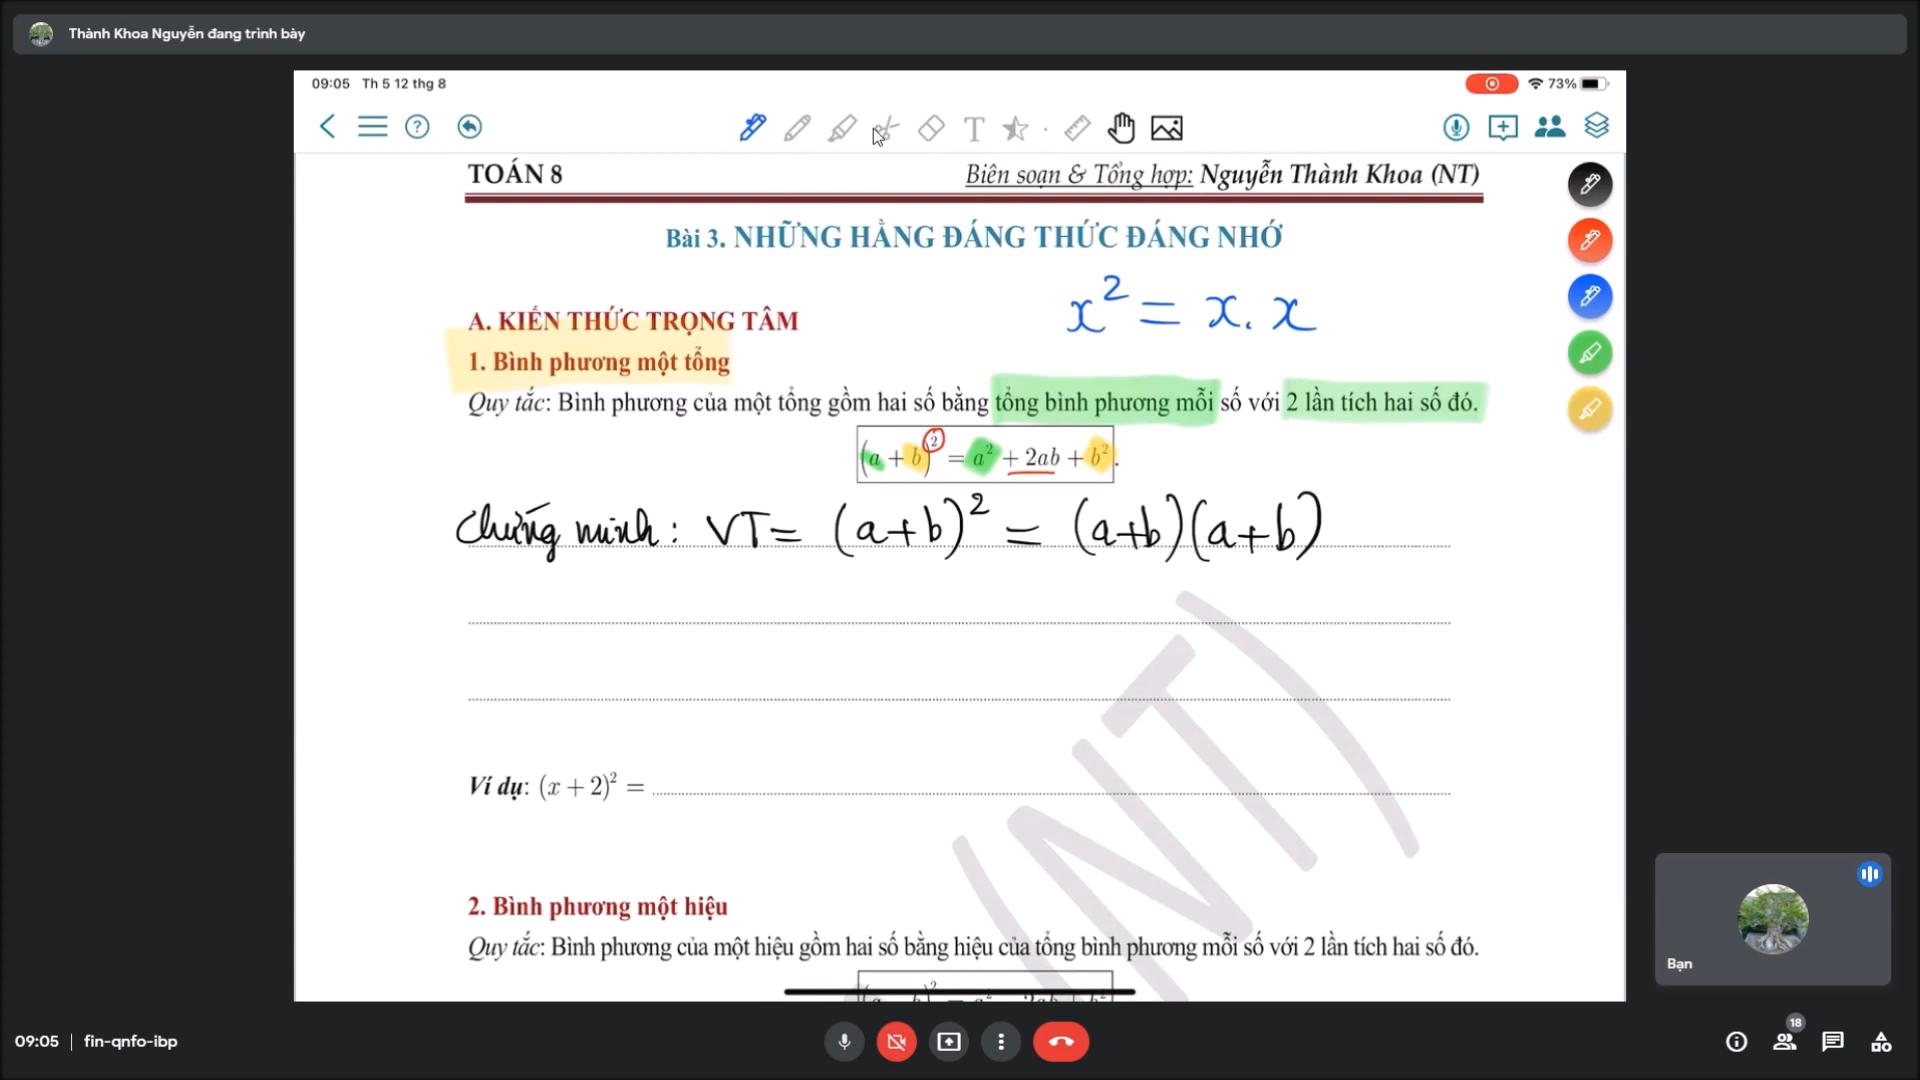 Thành Khoa Nguyễn đang trình bày
09:05 Th 5 12 thg 8
73%
TOÁN 8 Biên soạn & Tổng hợp: Nguyễn Thành Khoa (NT)
Bài 3. NHỮNG HẰNG ĐẲNG THỨC ĐÁNG NHỚ
x² = x. x
A. KIẾN THỨC TRỌNG TÂM
1. Bình phương một tổng
Quy tắc: Bình phương của một tổng gồm hai số bằng tổng bình phương mỗi số với 2 lần tích hai số đó.
(a + b)² = a² + 2ab + b².
Chứng minh: VT = (a+b)² = (a+b)(a+b)
Ví dụ: (x + 2)² =
(NT)
2. Bình phương một hiệu
Quy tắc: Bình phương của một hiệu gồm hai số bằng hiệu của tổng bình phương mỗi số với 2 lần tích hai số đó.
Bạn
09:05 | fin-qnfo-ibp
18